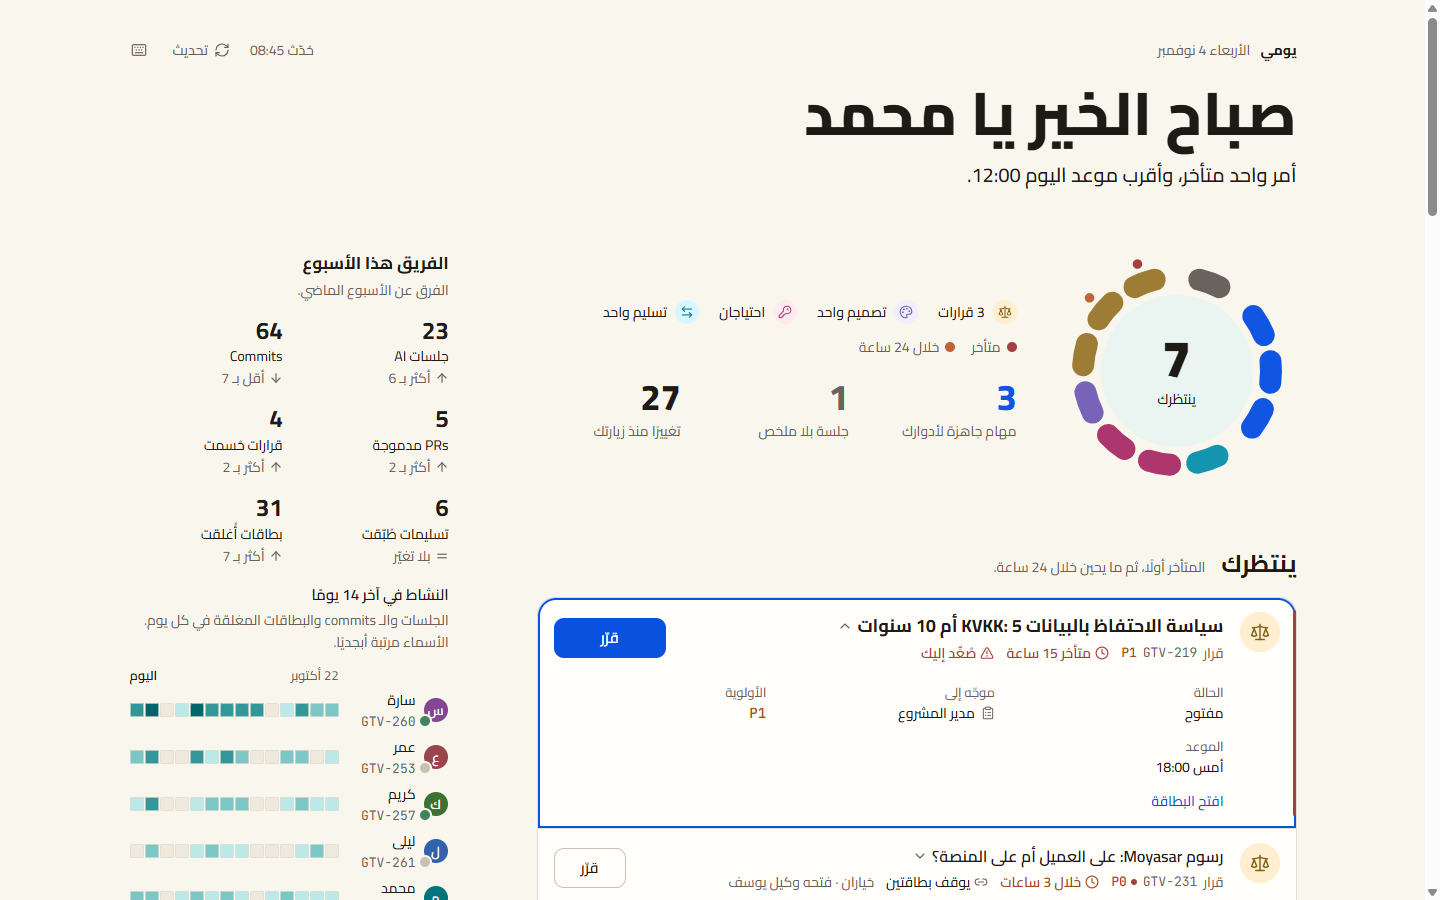 يومي الأربعاء 4 نوفمبر
حُدّث 08:45 تحديث
صباح الخير يا محمد
أمر واحد متأخر، وأقرب موعد اليوم 12:00.
7
ينتظرك
3 قرارات تصميم واحد احتياجان تسليم واحد
متأخر خلال 24 ساعة
3
مهام جاهزة لأدوارك
1
جلسة بلا ملخص
27
تغييرًا منذ زيارتك
ينتظرك المتأخر أولًا، ثم ما يحين خلال 24 ساعة.
سياسة الاحتفاظ بالبيانات KVKK: 5 أم 10 سنوات
قرار GTV-219 P1 متأخر 15 ساعة صُعّد إليك
قرّر
الحالة
مفتوح
موجّه إلى
مدير المشروع
الأولوية
P1
الموعد
أمس 18:00
افتح البطاقة
رسوم Moyasar: على العميل أم على المنصة؟
قرار GTV-231 P0 خلال 3 ساعات يوقف بطاقتين خياران · فتحه وكيل يوسف
قرّر
الفريق هذا الأسبوع
الفرق عن الأسبوع الماضي.
23
جلسات AI
أكثر بـ 6
64
Commits
أقل بـ 7
5
PRs مدموجة
أكثر بـ 2
4
قرارات حُسمت
أكثر بـ 2
6
تسليمات طُبّقت
بلا تغيّر
31
بطاقات أُغلقت
أكثر بـ 7
النشاط في آخر 14 يومًا
الجلسات والـ commits والبطاقات المغلقة في كل يوم.
الأسماء مرتبة أبجديًا.
22 أكتوبر اليوم
س سارة
GTV-260
ع عمر
GTV-253
ك كريم
GTV-257
ل ليلى
GTV-261
محمد